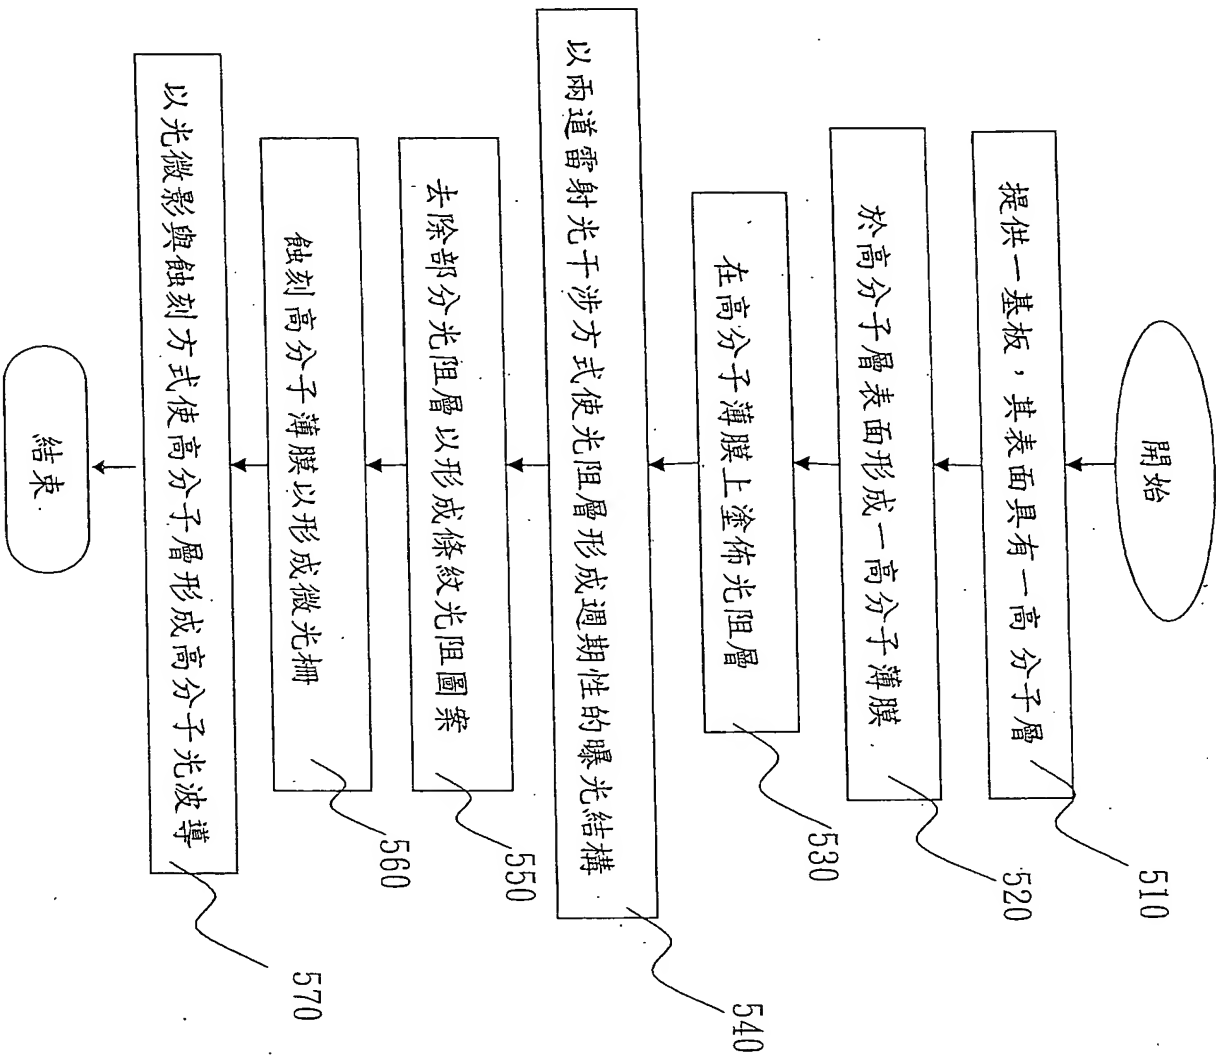 開始
提供一基板，其表面具有一高分子層
510
於高分子層表面形成一高分子薄膜
520
在高分子薄膜上塗佈光阻層
530
以兩道雷射光干涉方式使光阻層形成週期性的曝光結構
540
去除部分光阻層以形成條紋光阻圖案
550
蝕刻高分子薄膜以形成微光柵
560
以光微影與蝕刻方式使高分子層形成高分子光波導
570
結束